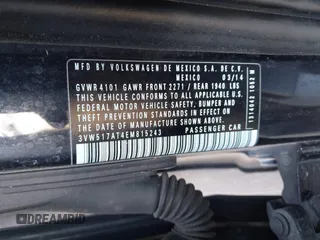 MFD BY VOLKSWAGEN DE MEXICO S.A. DE C.V.
MEXICO 03/14
GVWR 4101 GAWR FRONT 2271 / REAR 1940 LBS
THIS VEHICLE CONFORMS TO ALL APPLICABLE
FEDERAL MOTOR VEHICLE SAFETY, BUMPER AND
THEFT PREVENTION STANDARDS IN EFFECT ON
THE DATE OF MANUFACTURE SHOWN ABOVE
3VW517AT4EM815243 PASSENGER CAR
DREAMBID